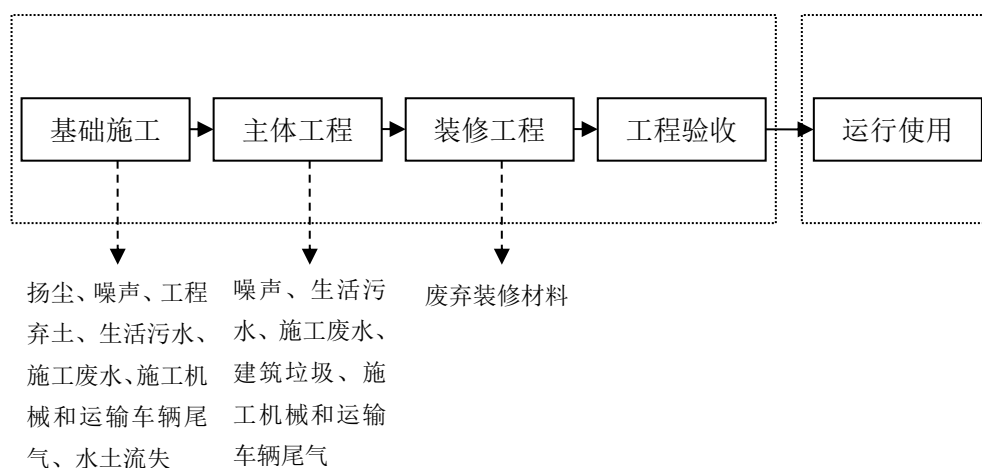 基础施工
主体工程
装修工程
工程验收
运行使用
扬尘、噪声、工程
弃土、生活污水、
施工废水、施工机
械和运输车辆尾
气、水土流失
噪声、生活污
水、施工废水、
建筑垃圾、施
工机械和运输
车辆尾气
废弃装修材料